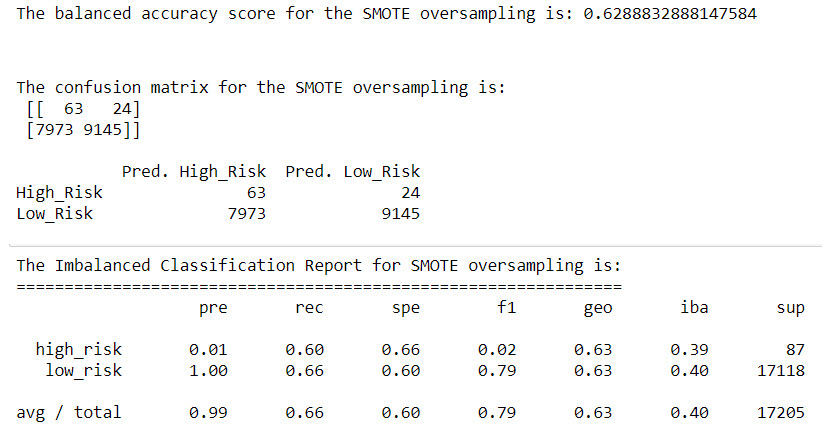 The balanced accuracy score for the SMOTE oversampling is: 0.6288832888147584
The confusion matrix for the SMOTE oversampling is:
[[  63   24]
[7973 9145]]
Pred. High_Risk  Pred. Low_Risk
High_Risk 63 24
Low_Risk 7973 9145
The Imbalanced Classification Report for SMOTE oversampling is:
===============================================================
pre rec spe f1 geo iba sup
high_risk 0.01 0.60 0.66 0.02 0.63 0.39 87
low_risk 1.00 0.66 0.60 0.79 0.63 0.40 17118
avg / total 0.99 0.66 0.60 0.79 0.63 0.40 17205